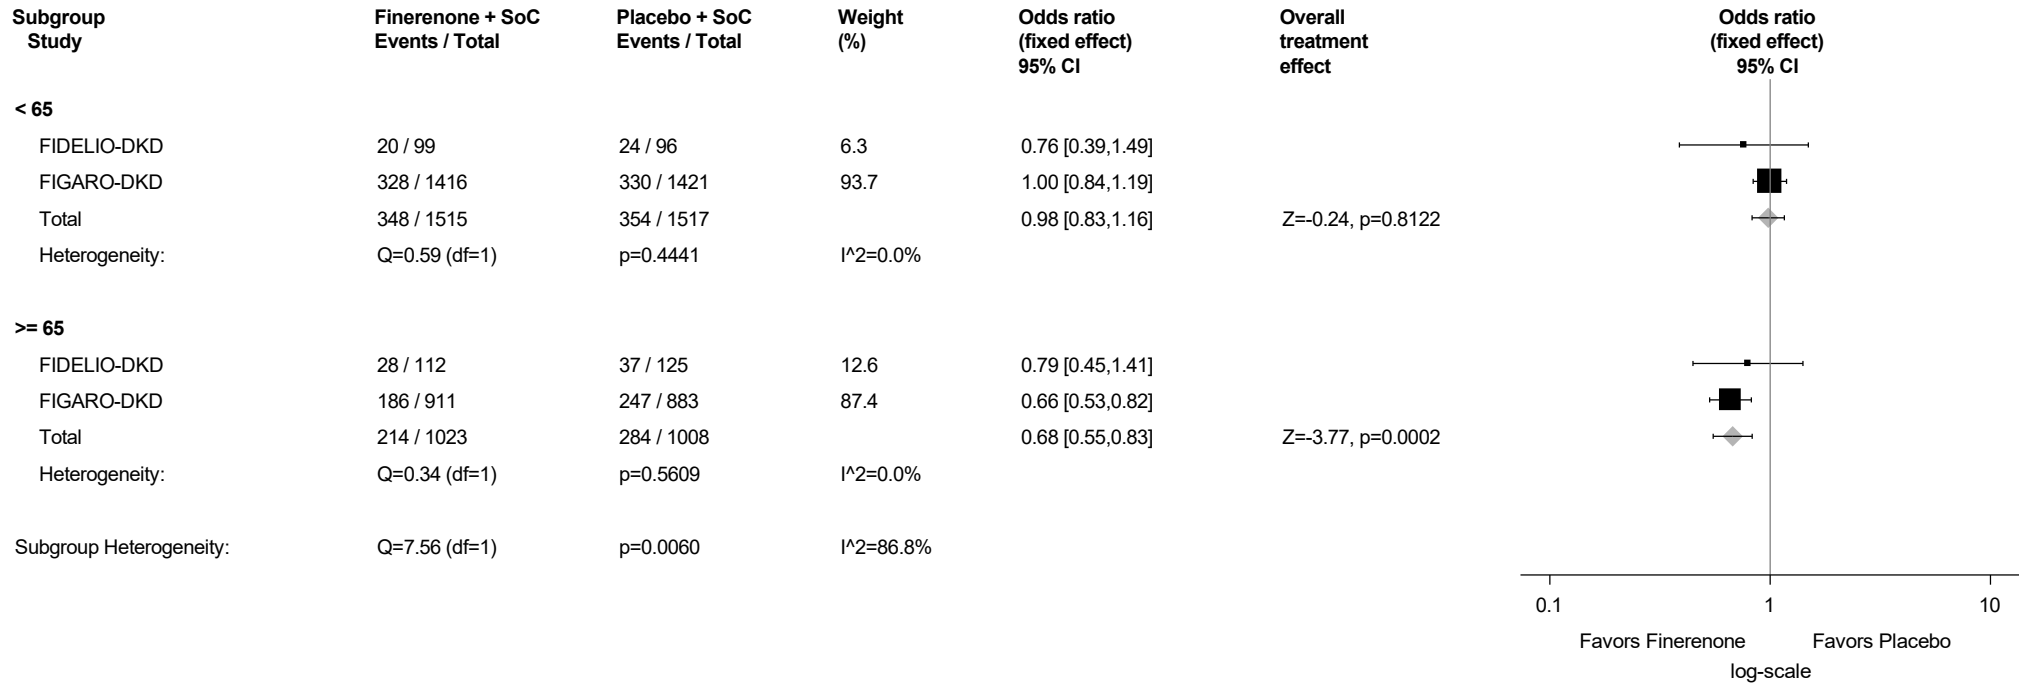 Subgroup Finerenone + SoC Placebo + SoC Weight Odds ratio Overall Odds ratio
Study Events / Total Events / Total (%) (fixed effect) treatment (fixed effect)
95% CI effect 95% CI
< 65
FIDELIO-DKD 20 / 99 24 / 96 6.3 0.76 [0.39,1.49]
FIGARO-DKD 328 / 1416 330 / 1421 93.7 1.00 [0.84,1.19]
Total 348 / 1515 354 / 1517 0.98 [0.83,1.16] Z=-0.24, p=0.8122
Heterogeneity: Q=0.59 (df=1) p=0.4441 I^2=0.0%
>= 65
FIDELIO-DKD 28 / 112 37 / 125 12.6 0.79 [0.45,1.41]
FIGARO-DKD 186 / 911 247 / 883 87.4 0.66 [0.53,0.82]
Total 214 / 1023 284 / 1008 0.68 [0.55,0.83] Z=-3.77, p=0.0002
Heterogeneity: Q=0.34 (df=1) p=0.5609 I^2=0.0%
Subgroup Heterogeneity: Q=7.56 (df=1) p=0.0060 I^2=86.8%
0.1 1 10
Favors Finerenone Favors Placebo
log-scale